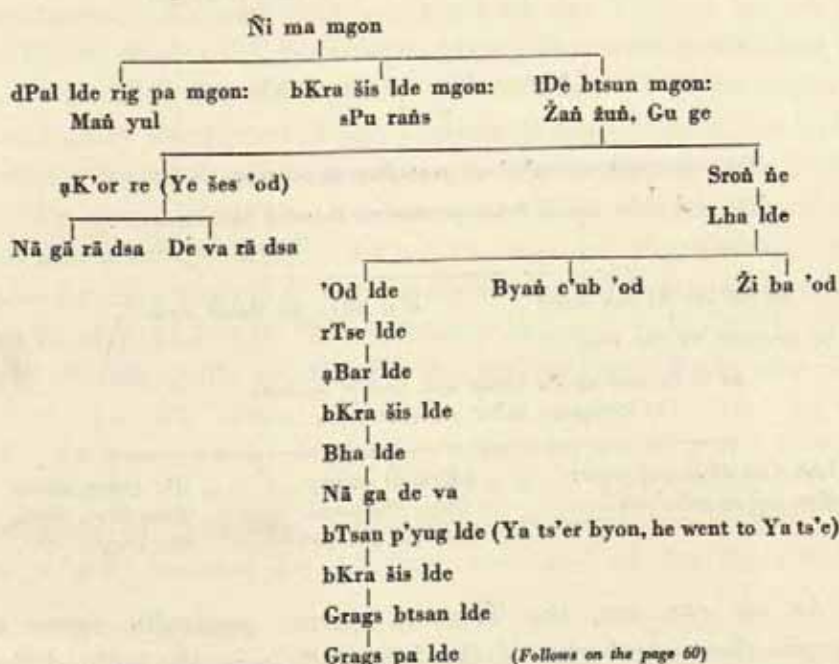 Ñi ma mgon
dPal lde rig pa mgon: bKra šis lde mgon: lDe btsun mgon:
Maṅ yul sPu raṅs Žaṅ žuṅ, Gu ge
ạK'or re (Ye šes 'od) Sroṅ ṅe
Lha lde
Nā gā rā dsa De va rā dsa
'Od lde Byaṅ c'ub 'od Ži ba 'od
rTse lde
ạBar lde
bKra šis lde
Bha lde
Nā ga de va
bTsan p'yug lde (Ya ts'er byon, he went to Ya ts'e)
bKra šis lde
Grags btsan lde
Grags pa lde (Follows on the page 60)